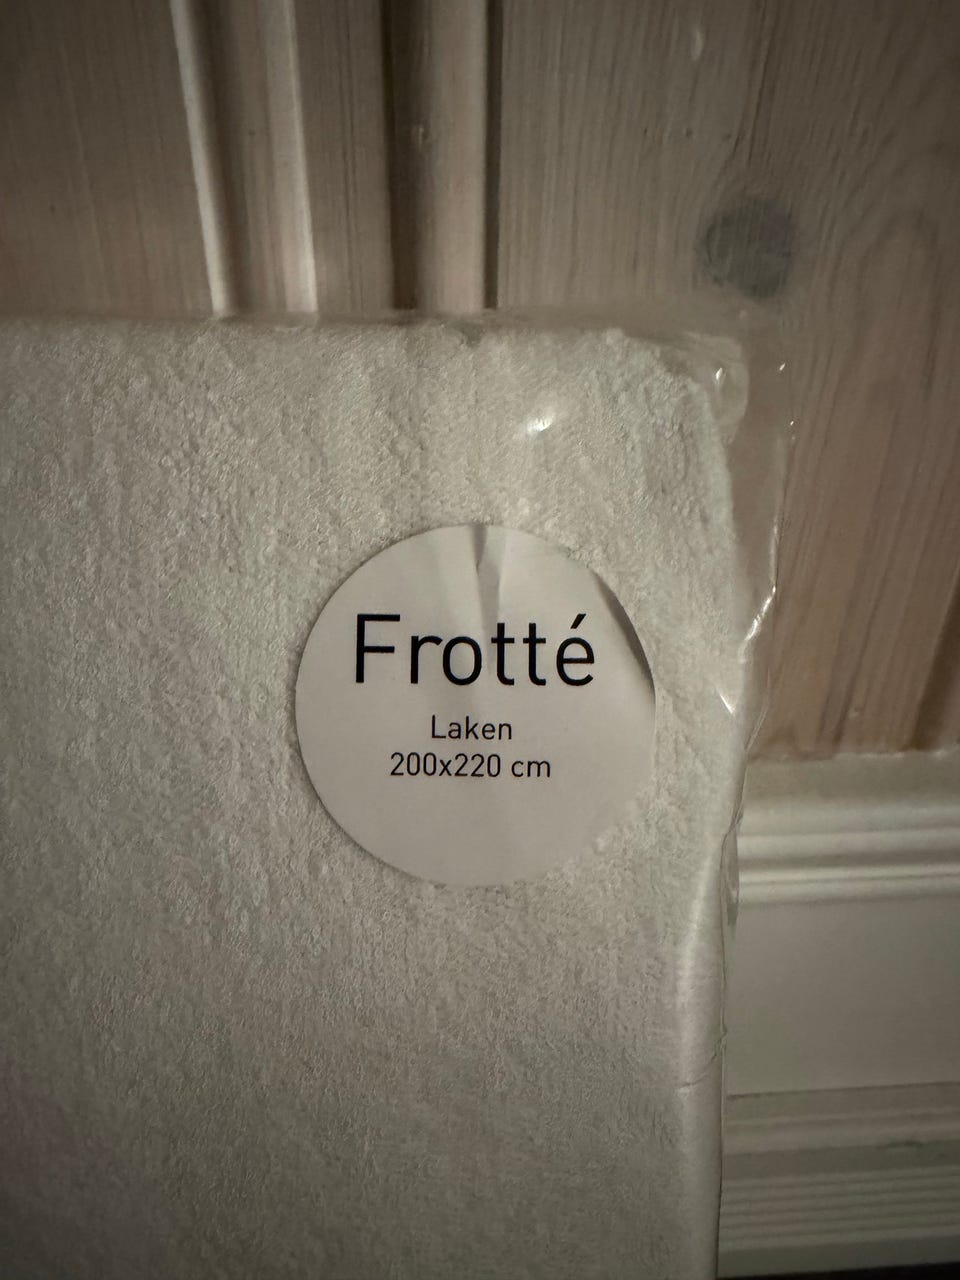 Frotté
Laken
200x220 cm